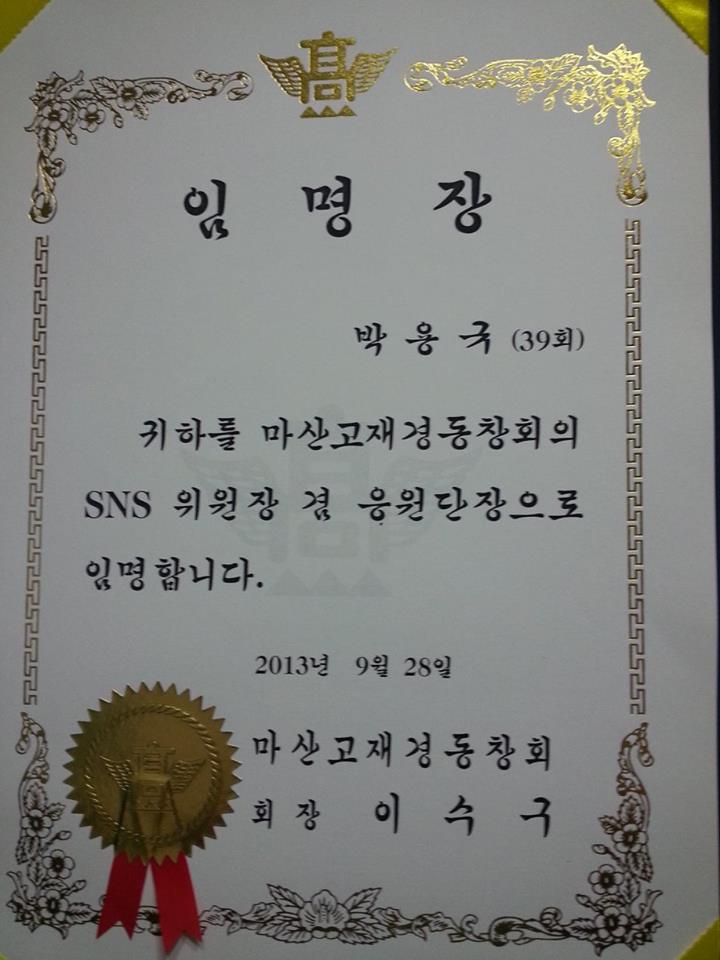 高
임 명 장
박 용 국 (39회)
귀하를 마산고재경동창회의
SNS 위원장 겸 응원단장으로
임명합니다.
2013년 9월 28일
마산고재경동창회
회 장 이 수 구